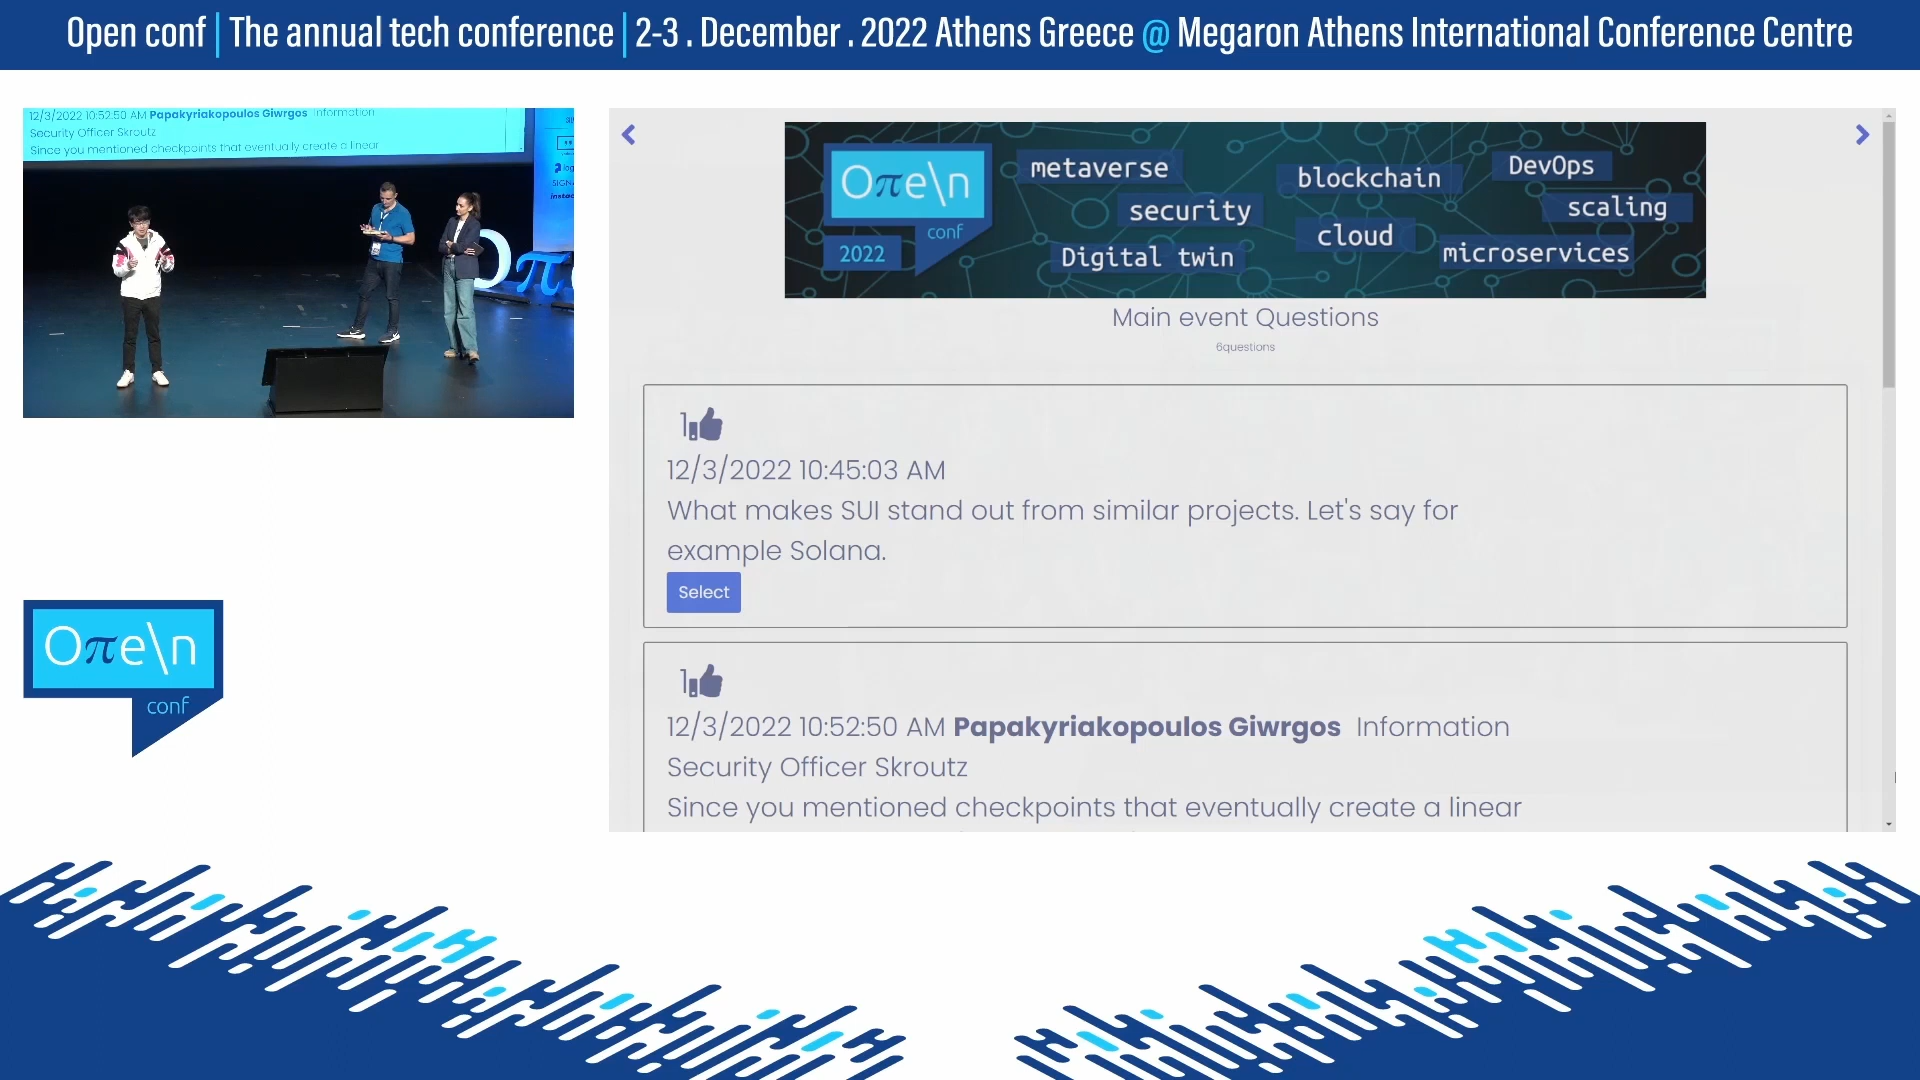 Open conf | The annual tech conference | 2-3 . December . 2022 Athens Greece @ Megaron Athens International Conference Centre
12/3/2022 10:52:50 AM Papakyriakopoulos Giwrgos Information
Security Officer Skroutz
Since you mentioned checkpoints that eventually create a linear
Oπe\n
conf
2022
metaverse
blockchain
DevOps
security
scaling
cloud
Digital twin
microservices
Main event Questions
6questions
1
12/3/2022 10:45:03 AM
What makes SUI stand out from similar projects. Let's say for
example Solana.
Select
1
12/3/2022 10:52:50 AM Papakyriakopoulos Giwrgos Information
Security Officer Skroutz
Since you mentioned checkpoints that eventually create a linear
Oπe\n
conf